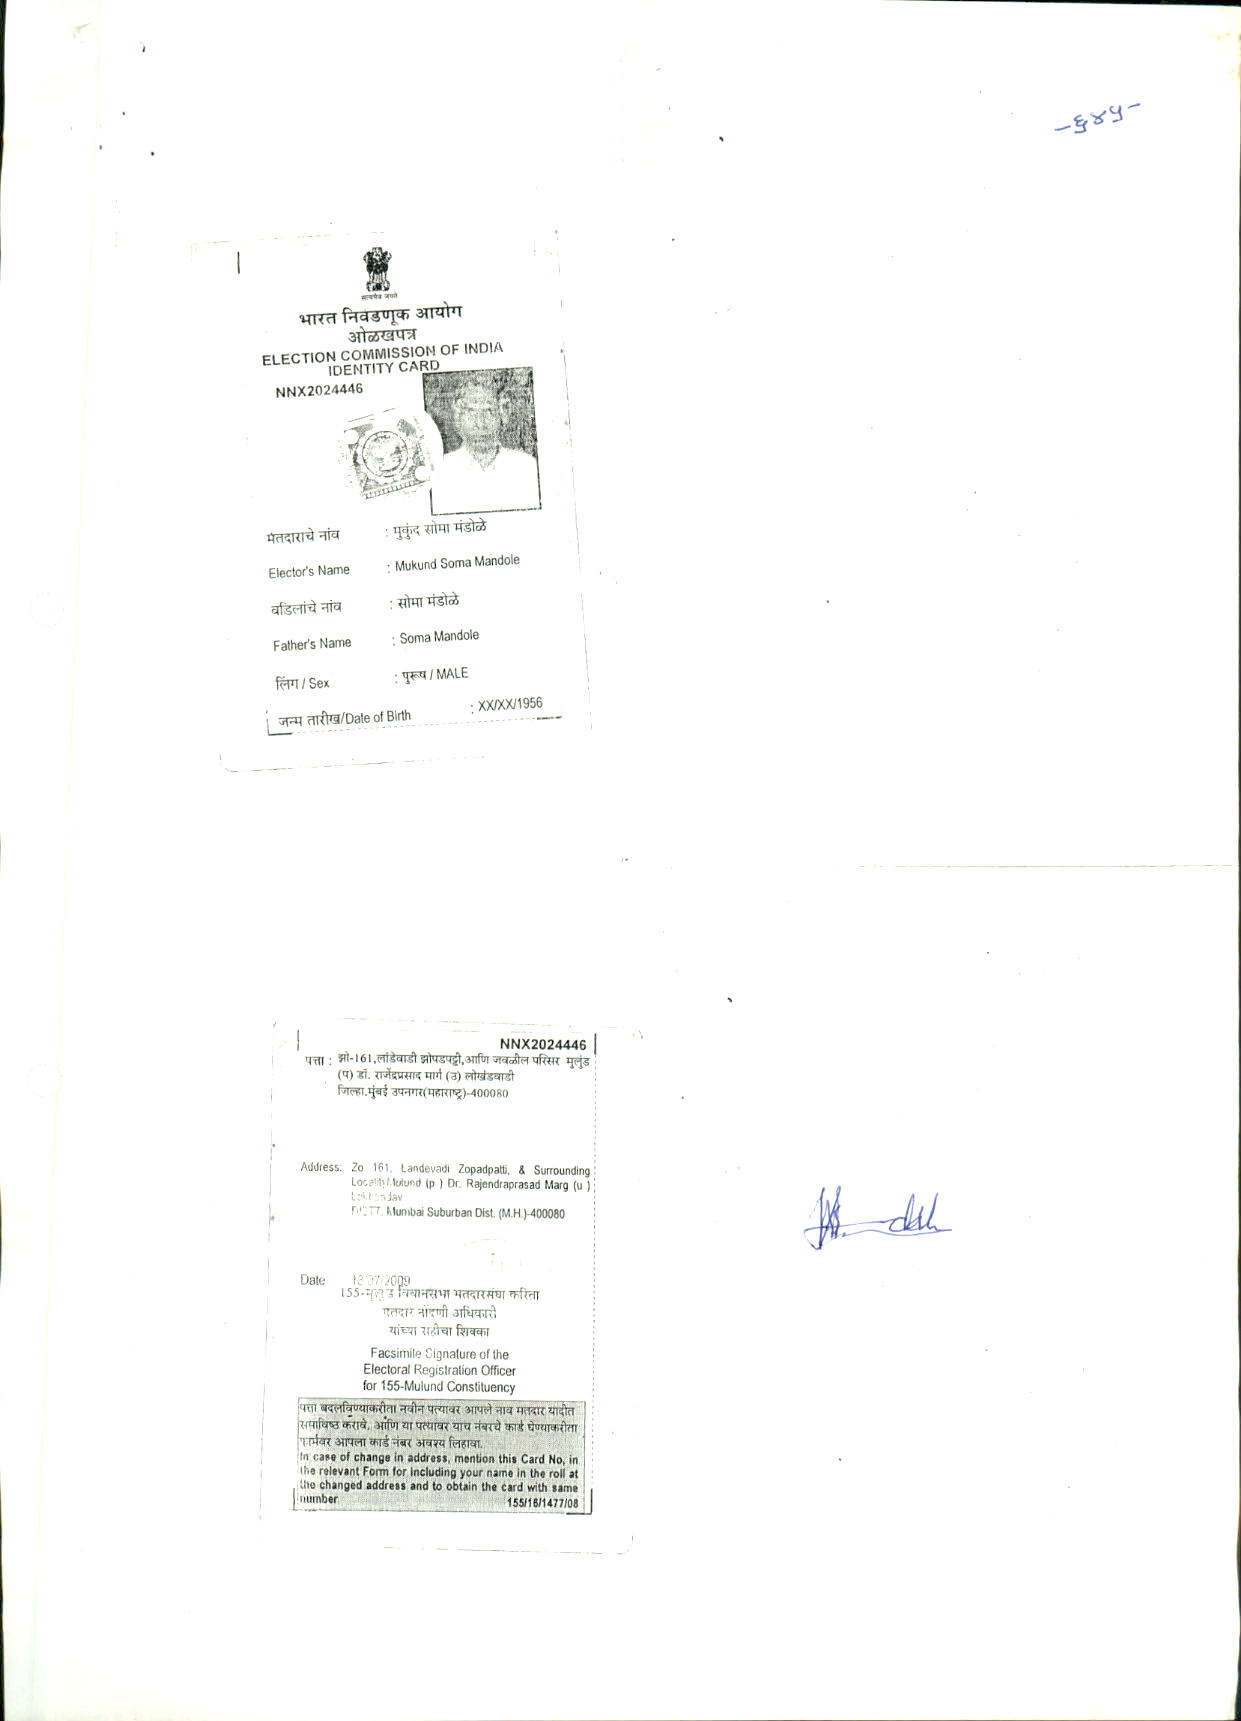 -६४५-
सत्यमेव जयते
भारत निवडणूक आयोग
ओळखपत्र
ELECTION COMMISSION OF INDIA
IDENTITY CARD
NNX2024446
मतदाराचे नांव : मुकुंद सोमा मंडोळे
Elector's Name : Mukund Soma Mandole
वडिलांचे नांव : सोमा मंडोळे
Father's Name : Soma Mandole
लिंग / Sex : पुरूष / MALE
जन्म तारीख/Date of Birth : XX/XX/1956
NNX2024446
पत्ता : झो-161,लांडेवाडी झोपडपट्टी,आणि जवळील परिसर मुलुंड
(प) डॉ. राजेंद्रप्रसाद मार्ग (उ) लोखंडवाडी
जिल्हा.मुंबई उपनगर(महाराष्ट्र)-400080
Address: Zo 161, Landevadi Zopadpatti, & Surrounding
Locality Mulund (p ) Dr. Rajendraprasad Marg (u )
Mumbai Suburban Dist. (M.H.)-400080
Date 13/07/2009
155-मुलुंड विधानसभा मतदारसंघा करिता
मतदार नोंदणी अधिकारी
यांच्या सहीचा शिक्का
Facsimile Signature of the
Electoral Registration Officer
for 155-Mulund Constituency
पत्ता बदलविण्याकरीता नवीन पत्यावर आपले नाव मतदार यादीत
समाविष्ठ करावे, आणि या पत्यावर याच नंबरचे कार्ड घेण्याकरीता
फार्मवर आपला कार्ड नंबर अवश्य लिहावा.
In case of change in address, mention this Card No, in
the relevant Form for including your name in the roll at
the changed address and to obtain the card with same
number 155/16/1477/08